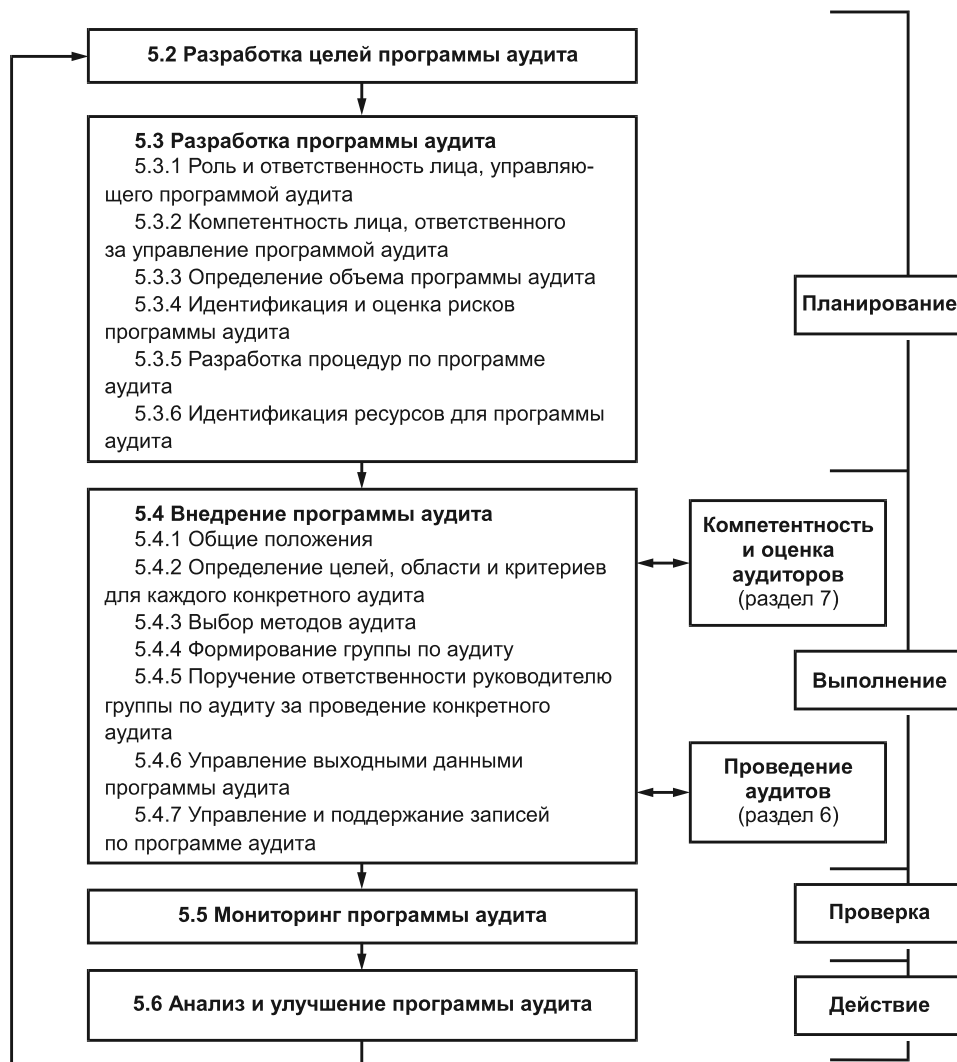 5.2 Разработка целей программы аудита
5.3 Разработка программы аудита
5.3.1 Роль и ответственность лица, управляю-
щего программой аудита
5.3.2 Компетентность лица, ответственного
за управление программой аудита
5.3.3 Определение объема программы аудита
5.3.4 Идентификация и оценка рисков
программы аудита
5.3.5 Разработка процедур по программе
аудита
5.3.6 Идентификация ресурсов для программы
аудита
Планирование
5.4 Внедрение программы аудита
5.4.1 Общие положения
5.4.2 Определение целей, области и критериев
для каждого конкретного аудита
5.4.3 Выбор методов аудита
5.4.4 Формирование группы по аудиту
5.4.5 Поручение ответственности руководителю
группы по аудиту за проведение конкретного
аудита
5.4.6 Управление выходными данными
программы аудита
5.4.7 Управление и поддержание записей
по программе аудита
Компетентность
и оценка
аудиторов
(раздел 7)
Выполнение
Проведение
аудитов
(раздел 6)
5.5 Мониторинг программы аудита
Проверка
5.6 Анализ и улучшение программы аудита
Действие